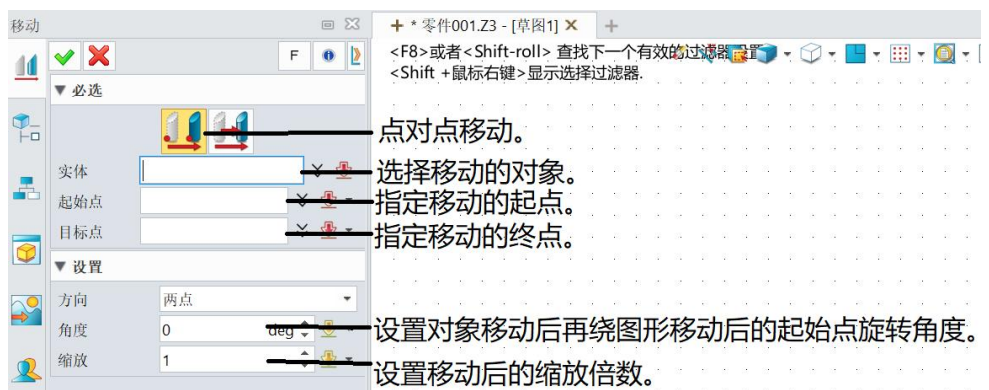 移动
+ * 零件001.Z3 - [草图1] × +
F
<F8>或者<Shift-roll> 查找下一个有效的过滤器设置
<Shift +鼠标右键>显示选择过滤器.
▼ 必选
点对点移动。
实体
选择移动的对象。
起始点
指定移动的起点。
目标点
指定移动的终点。
▼ 设置
方向 两点
角度 0 deg
设置对象移动后再绕图形移动后的起始点旋转角度。
缩放 1
设置移动后的缩放倍数。